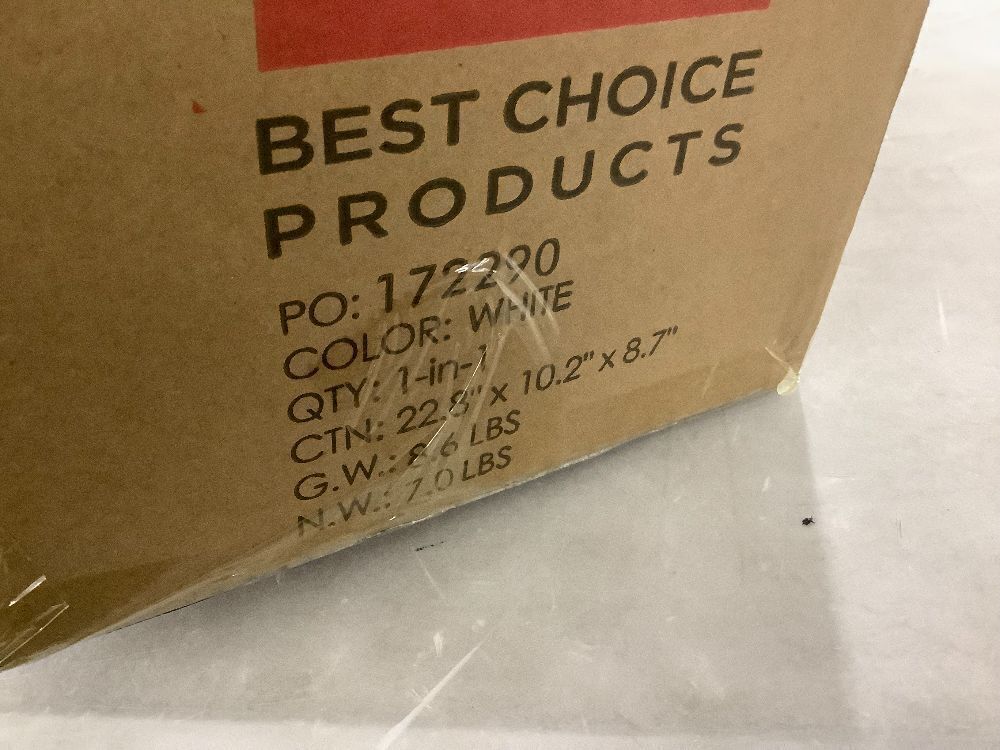 BEST CHOICE
PRODUCTS
PO: 172290
COLOR: WHITE
QTY: 1-in-1
CTN: 22.8" x 10.2" x 8.7"
G.W.: 8.6 LBS
N.W.: 7.0 LBS